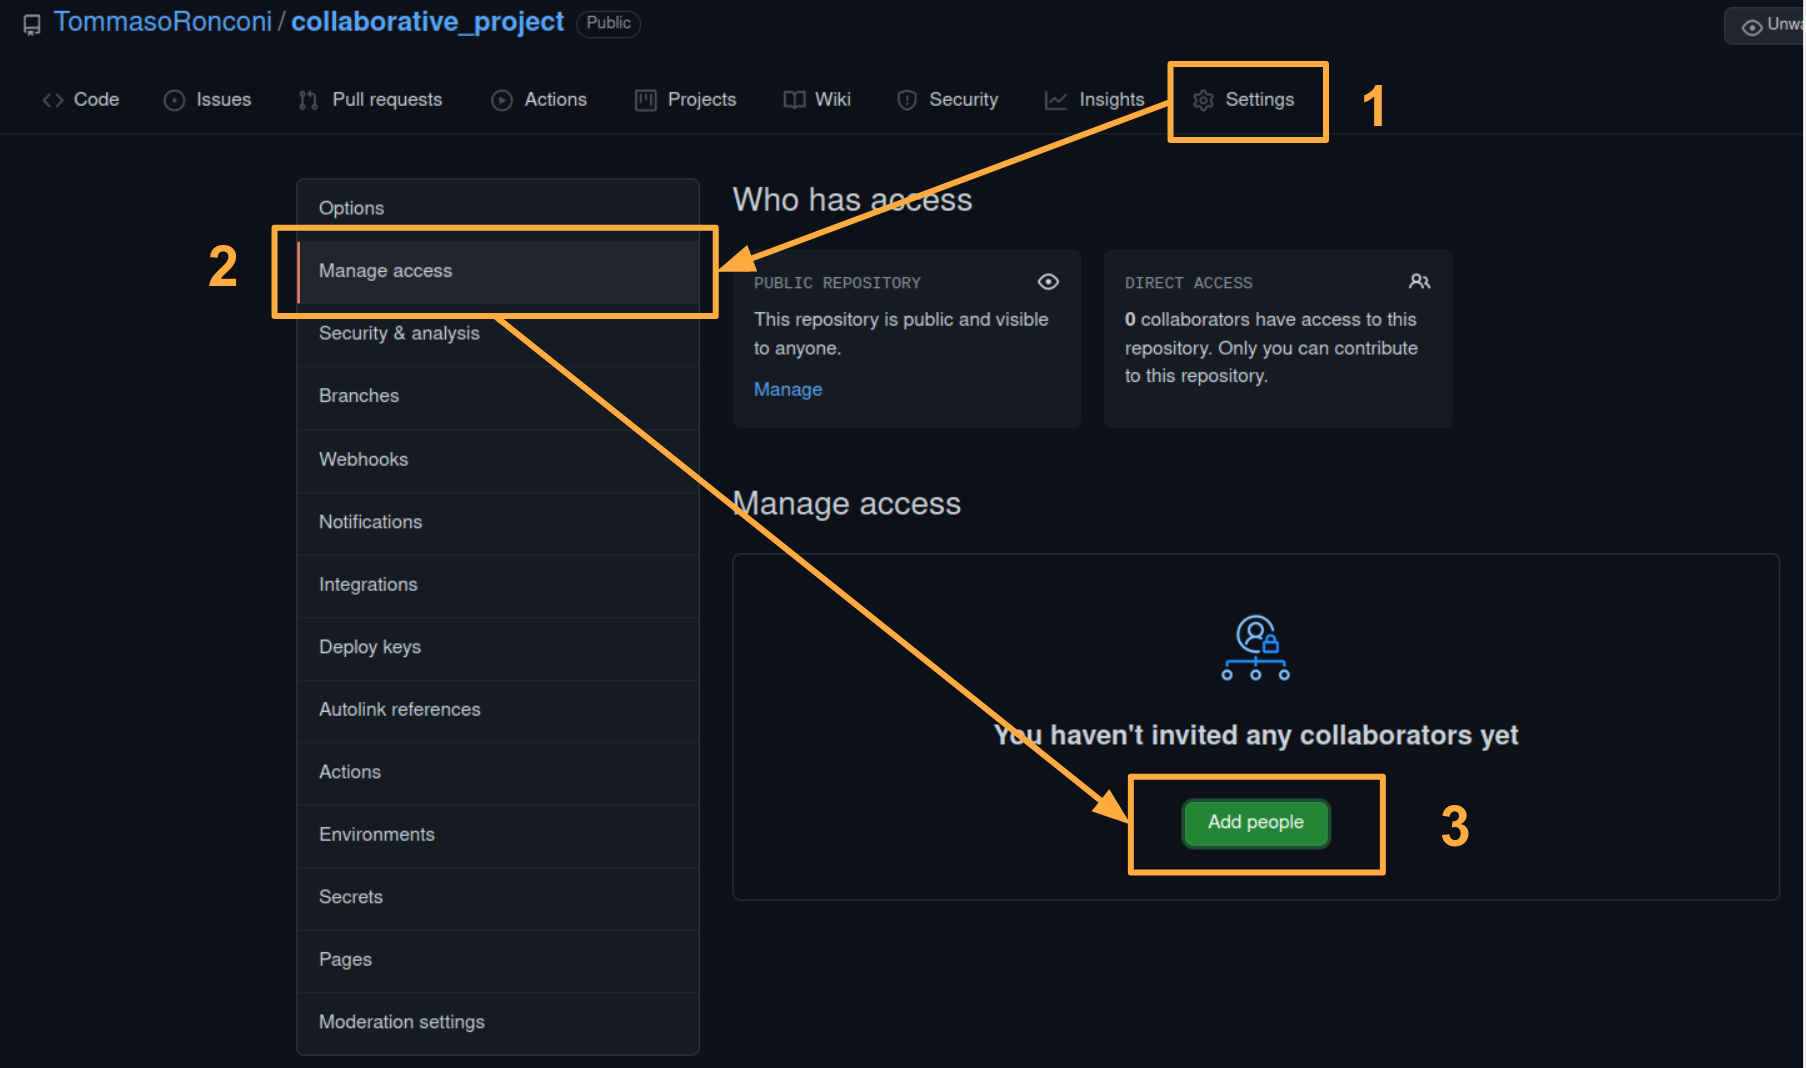 TommasoRonconi / collaborative_project Public
Unwa
Code Issues Pull requests Actions Projects Wiki Security Insights Settings 1
Who has access
Options
2
Manage access
Security & analysis
Branches
Webhooks
Notifications
Integrations
Deploy keys
Autolink references
Actions
Environments
Secrets
Pages
Moderation settings
PUBLIC REPOSITORY
This repository is public and visible
to anyone.
Manage
DIRECT ACCESS
0 collaborators have access to this
repository. Only you can contribute
to this repository.
Manage access
You haven't invited any collaborators yet
Add people
3